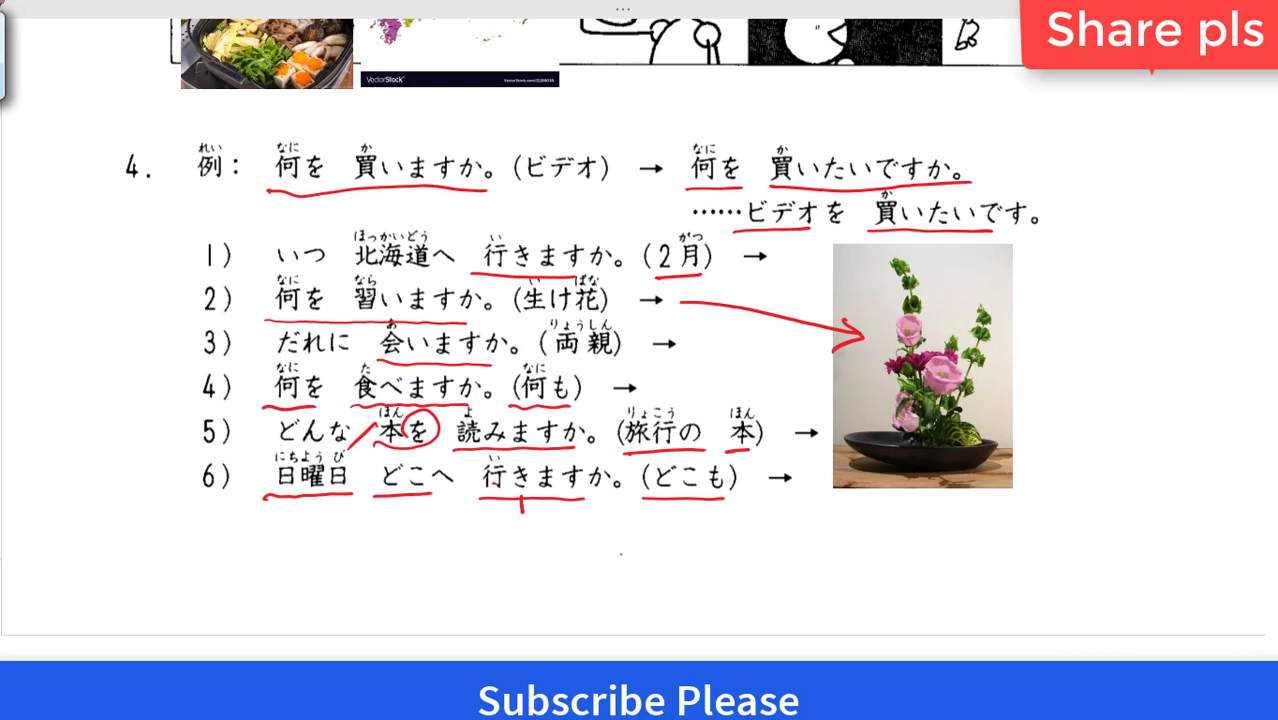 Share pls
VectorStock
4. 例： 何を 買いますか。（ビデオ） → 何を 買いたいですか。
……ビデオを 買いたいです。
1） いつ 北海道へ 行きますか。（2月） →
2） 何を 習いますか。（生け花） →
3） だれに 会いますか。（両親） →
4） 何を 食べますか。（何も） →
5） どんな 本を 読みますか。（旅行の 本） →
6） 日曜日 どこへ 行きますか。（どこも） →
Subscribe Please